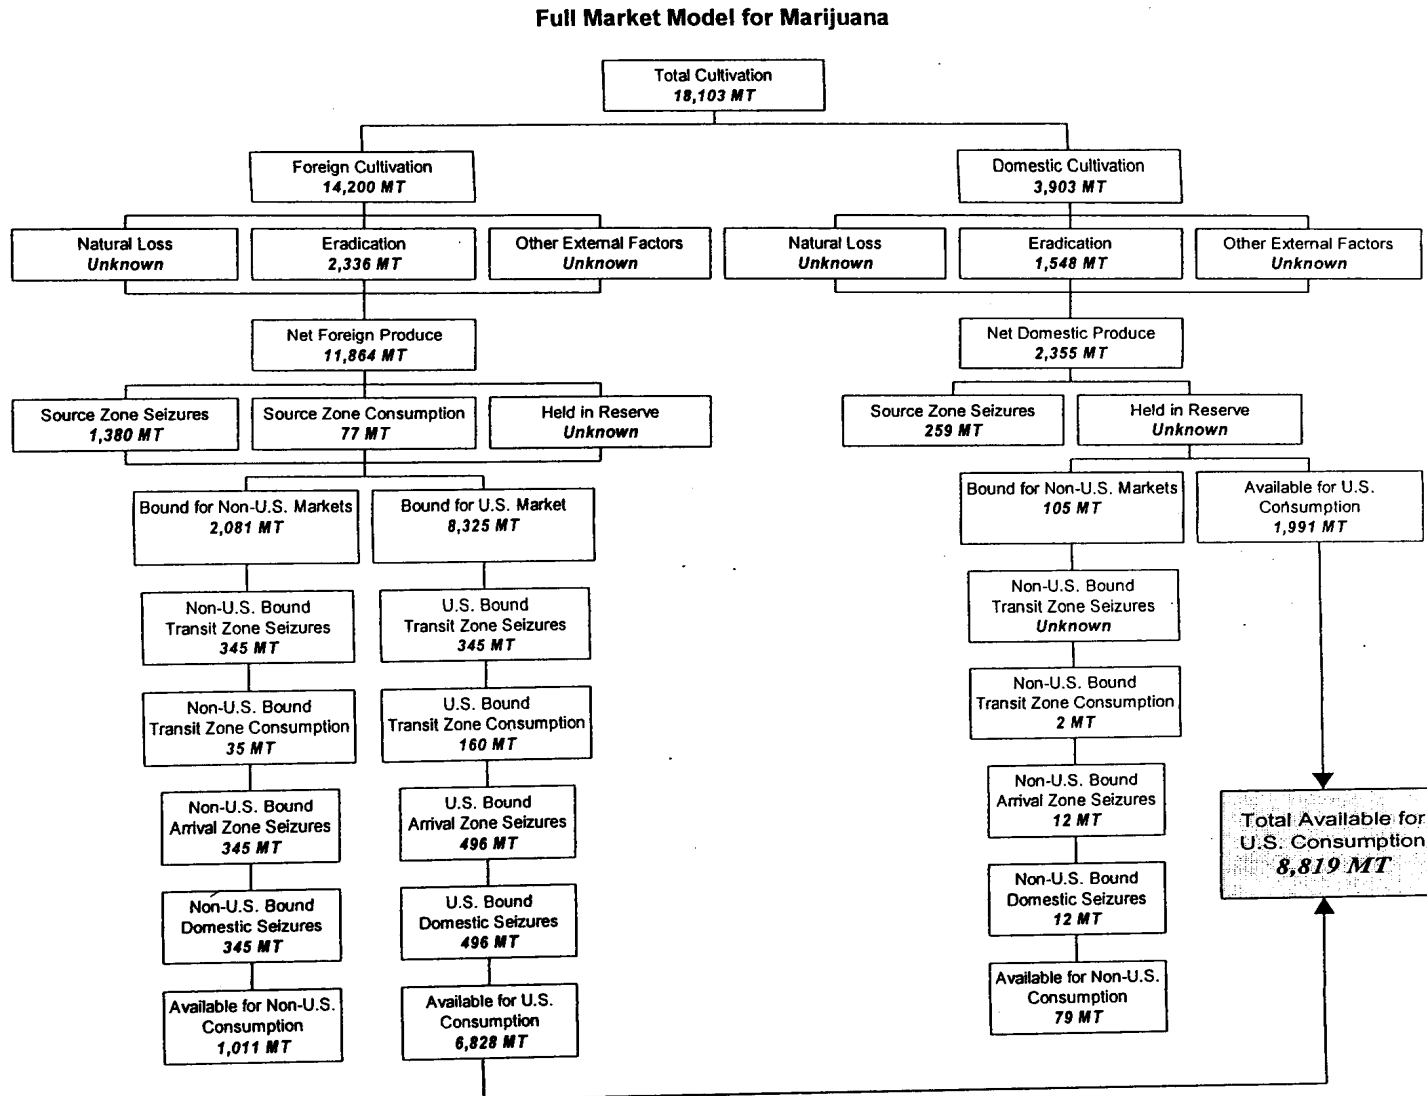 Full Market Model for Marijuana
Total Cultivation
18,103 MT
Foreign Cultivation
14,200 MT
Domestic Cultivation
3,903 MT
Natural Loss
Unknown
Eradication
2,336 MT
Other External Factors
Unknown
Natural Loss
Unknown
Eradication
1,548 MT
Other External Factors
Unknown
Net Foreign Produce
11,864 MT
Net Domestic Produce
2,355 MT
Source Zone Seizures
1,380 MT
Source Zone Consumption
77 MT
Held in Reserve
Unknown
Source Zone Seizures
259 MT
Held in Reserve
Unknown
Bound for Non-U.S. Markets
2,081 MT
Bound for U.S. Market
8,325 MT
Bound for Non-U.S. Markets
105 MT
Available for U.S.
Consumption
1,991 MT
Non-U.S. Bound
Transit Zone Seizures
345 MT
U.S. Bound
Transit Zone Seizures
345 MT
Non-U.S. Bound
Transit Zone Seizures
Unknown
Non-U.S. Bound
Transit Zone Consumption
35 MT
U.S. Bound
Transit Zone Consumption
160 MT
Non-U.S. Bound
Transit Zone Consumption
2 MT
Non-U.S. Bound
Arrival Zone Seizures
345 MT
U.S. Bound
Arrival Zone Seizures
496 MT
Non-U.S. Bound
Arrival Zone Seizures
12 MT
Total Available for
U.S. Consumption
8,819 MT
Non-U.S. Bound
Domestic Seizures
345 MT
U.S. Bound
Domestic Seizures
496 MT
Non-U.S. Bound
Domestic Seizures
12 MT
Available for Non-U.S.
Consumption
1,011 MT
Available for U.S.
Consumption
6,828 MT
Available for Non-U.S.
Consumption
79 MT